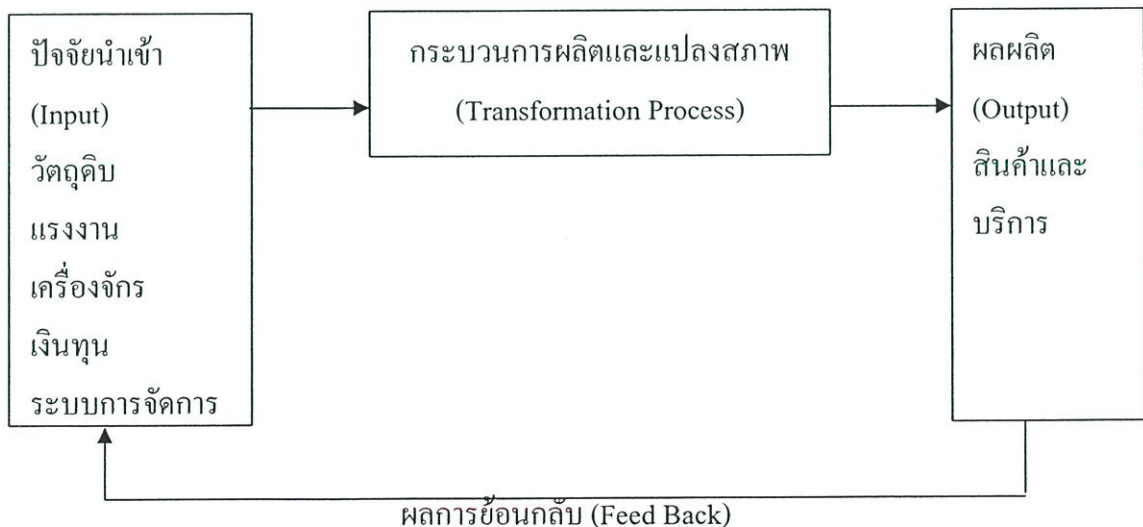 ปัจจัยนำเข้า
(Input)
วัตถุดิบ
แรงงาน
เครื่องจักร
เงินทุน
ระบบการจัดการ
กระบวนการผลิตและแปลงสภาพ
(Transformation Process)
ผลผลิต
(Output)
สินค้าและ
บริการ
ผลการย้อนกลับ (Feed Back)